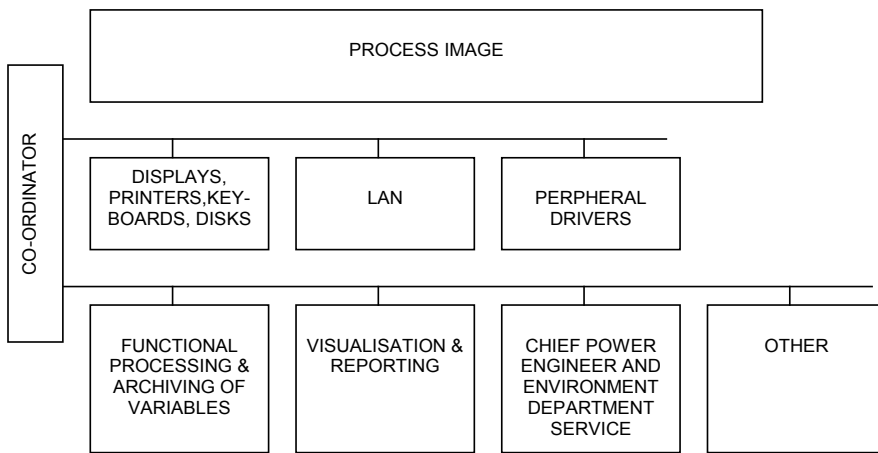 PROCESS IMAGE
CO-ORDINATOR
DISPLAYS,
PRINTERS,KEY-
BOARDS, DISKS
LAN
PERPHERAL
DRIVERS
FUNCTIONAL
PROCESSING &
ARCHIVING OF
VARIABLES
VISUALISATION &
REPORTING
CHIEF POWER
ENGINEER AND
ENVIRONMENT
DEPARTMENT
SERVICE
OTHER